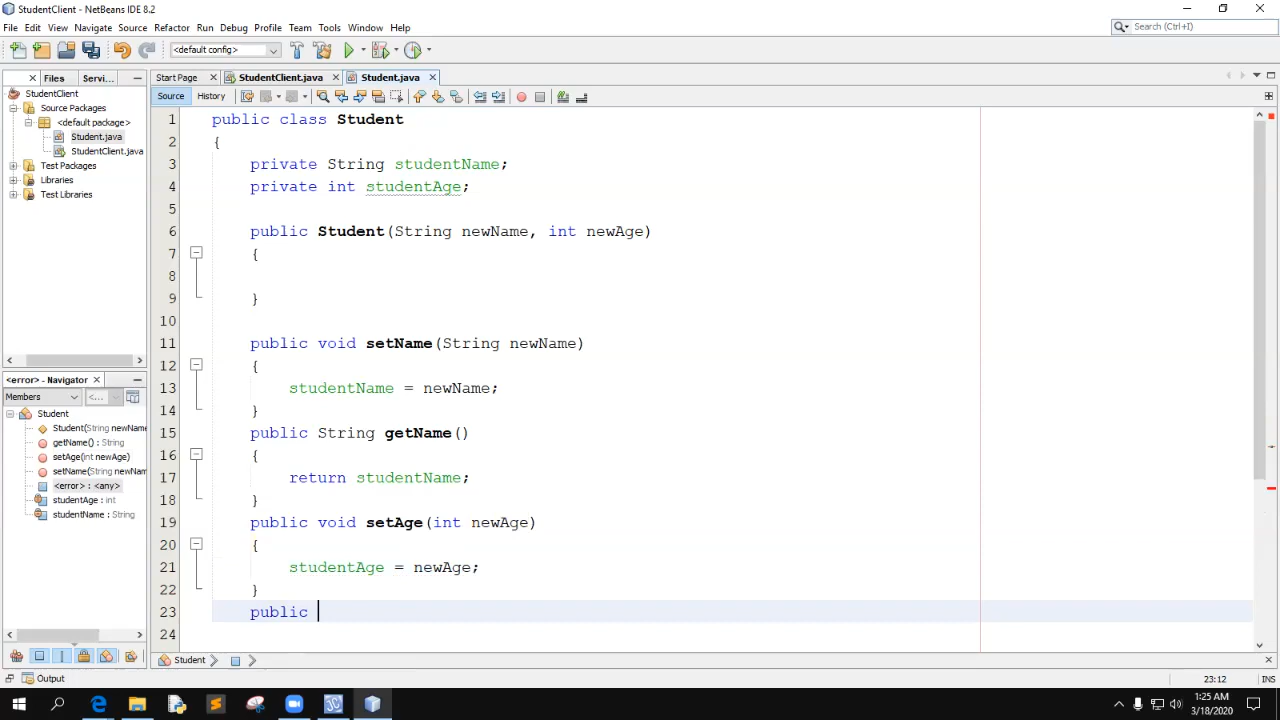 StudentClient - NetBeans IDE 8.2
File Edit View Navigate Source Refactor Run Debug Profile Team Tools Window Help
Search (Ctrl+I)
<default config>
Files Servi...
Start Page StudentClient.java Student.java
Source History
StudentClient
Source Packages
<default package>
Student.java
StudentClient.java
Test Packages
Libraries
Test Libraries
<error> - Navigator
Members <...
Student
Student(String newName
getName() : String
setAge(int newAge)
setName(String newNam
<error> : <any>
studentAge : int
studentName : String
1 public class Student
2 {
3 private String studentName;
4 private int studentAge;
5
6 public Student(String newName, int newAge)
7 {
8
9 }
10
11 public void setName(String newName)
12 {
13 studentName = newName;
14 }
15 public String getName()
16 {
17 return studentName;
18 }
19 public void setAge(int newAge)
20 {
21 studentAge = newAge;
22 }
23 public
24
Student
Output
23:12 INS
1:25 AM
3/18/2020